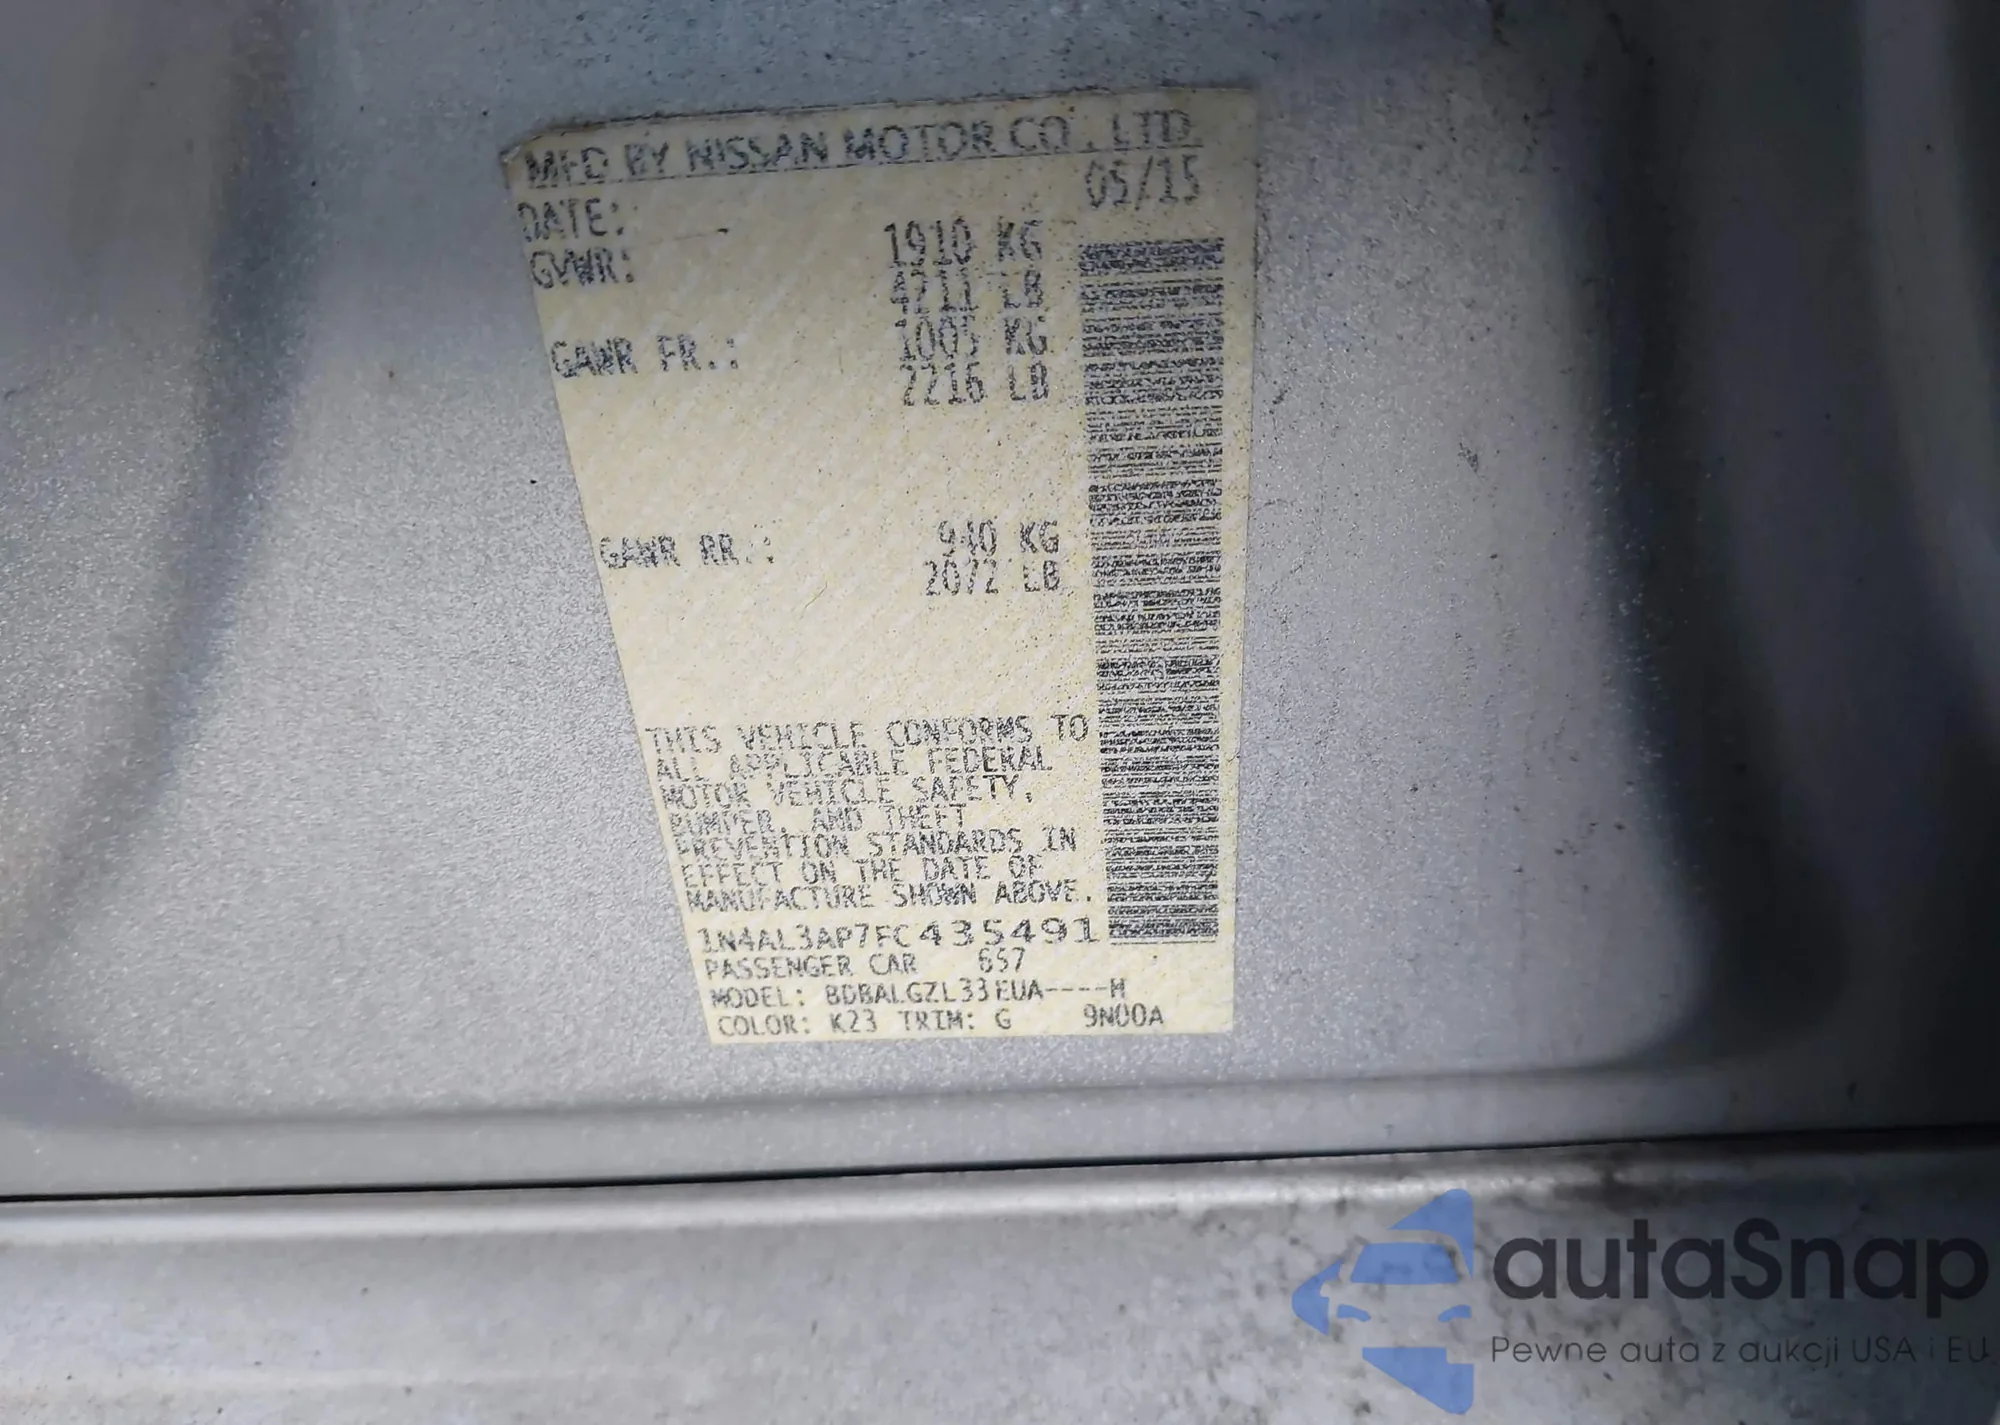 MFD BY NISSAN MOTOR CO., LTD.
DATE: 05/15
GVWR: 1910 KG
4211 LB
GAWR FR.: 1005 KG
2216 LB
GAWR RR.: 940 KG
2072 LB
THIS VEHICLE CONFORMS TO
ALL APPLICABLE FEDERAL
MOTOR VEHICLE SAFETY,
BUMPER, AND THEFT
PREVENTION STANDARDS IN
EFFECT ON THE DATE OF
MANUFACTURE SHOWN ABOVE.
1N4AL3AP7FC435491
PASSENGER CAR 657
MODEL: BDBALGZL33EUA----H
COLOR: K23 TRIM: G 9N00A
autaSnap
Pewne auta z aukcji USA i EU